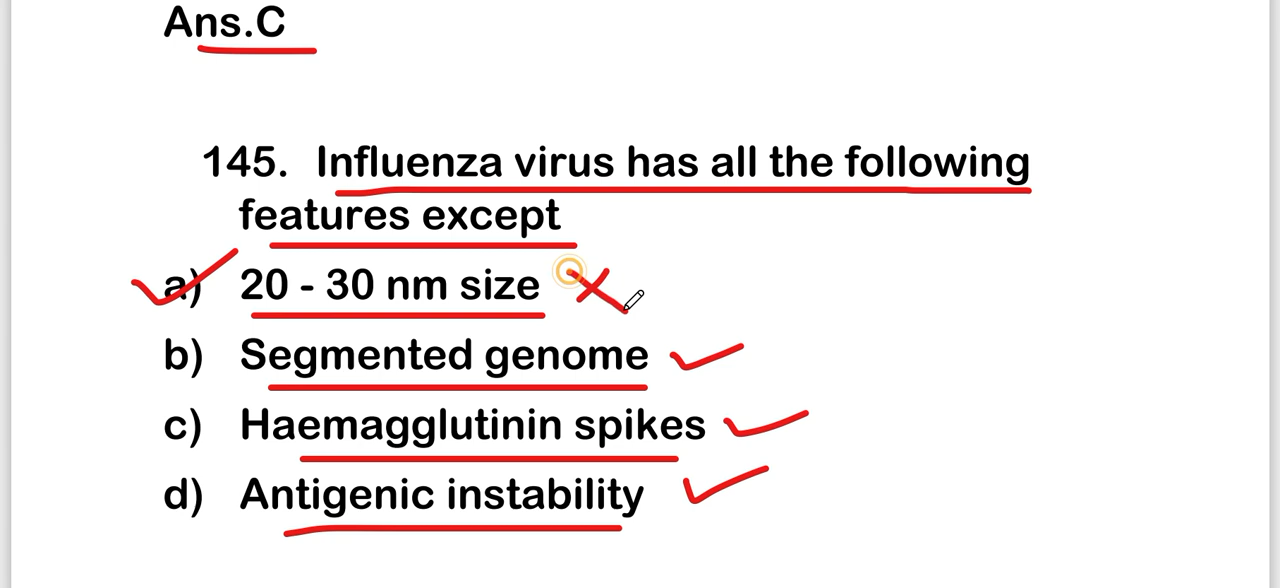 Ans.C
145. Influenza virus has all the following
features except
a) 20 - 30 nm size
b) Segmented genome
c) Haemagglutinin spikes
d) Antigenic instability